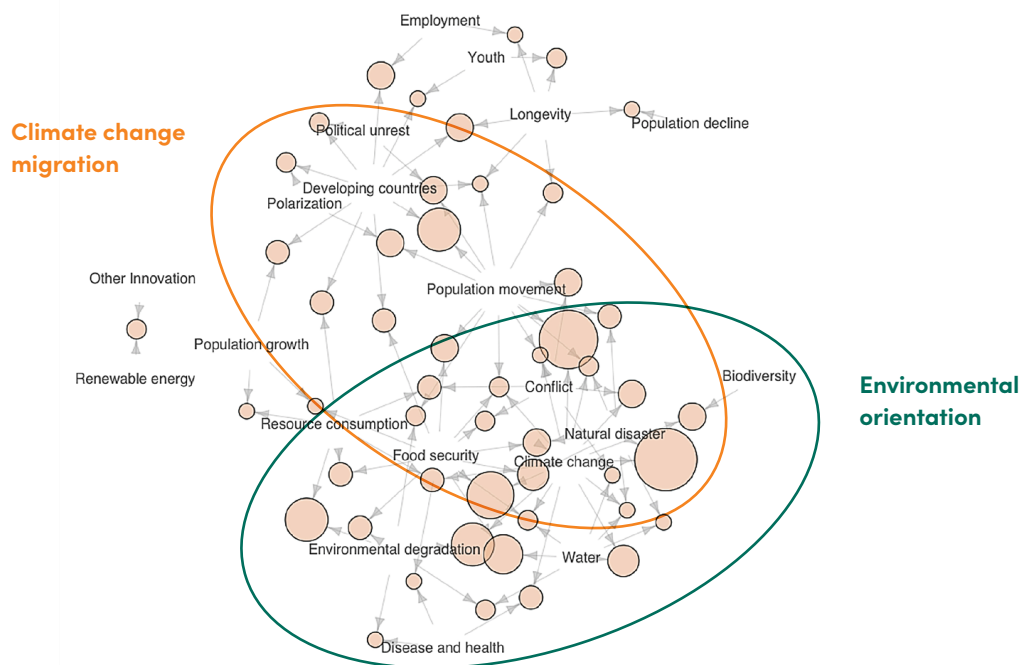 Employment
Youth
Climate change
migration
Longevity
Population decline
Political unrest
Developing countries
Polarization
Other Innovation
Population movement
Population growth
Renewable energy
Biodiversity
Conflict
Environmental
orientation
Resource consumption
Natural disaster
Food security
Climate change
Environmental degradation
Water
Disease and health